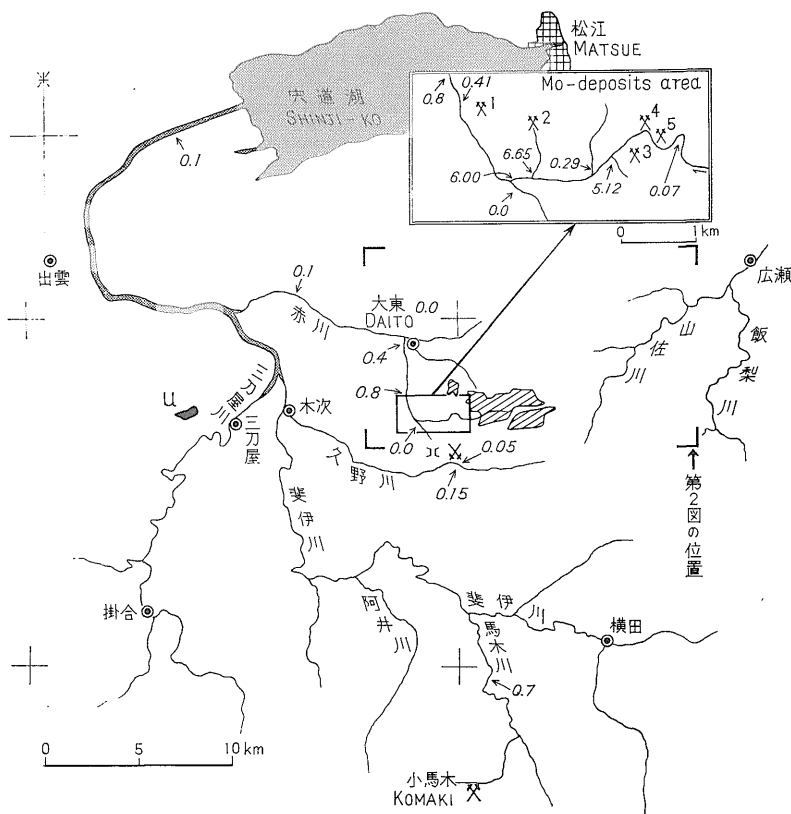 松江
MATSUE
宍道湖
SHINJI-KO
Mo-deposits area
0.8
0.41
1
2
4
5
3
6.65
0.29
6.00
5.12
0.07
0.0
0 1 km
0.1
出雲
0.1
赤川
大東
DAITO
0.0
0.4
0.8
0.0
広瀬
山佐川
飯梨川
U
三刀屋川
三刀屋
木次
久野川
0.05
0.15
第2図の位置
斐伊川
掛合
阿井川
斐伊川
馬木川
横田
0.7
0 5 10 km
小馬木
KOMAKI